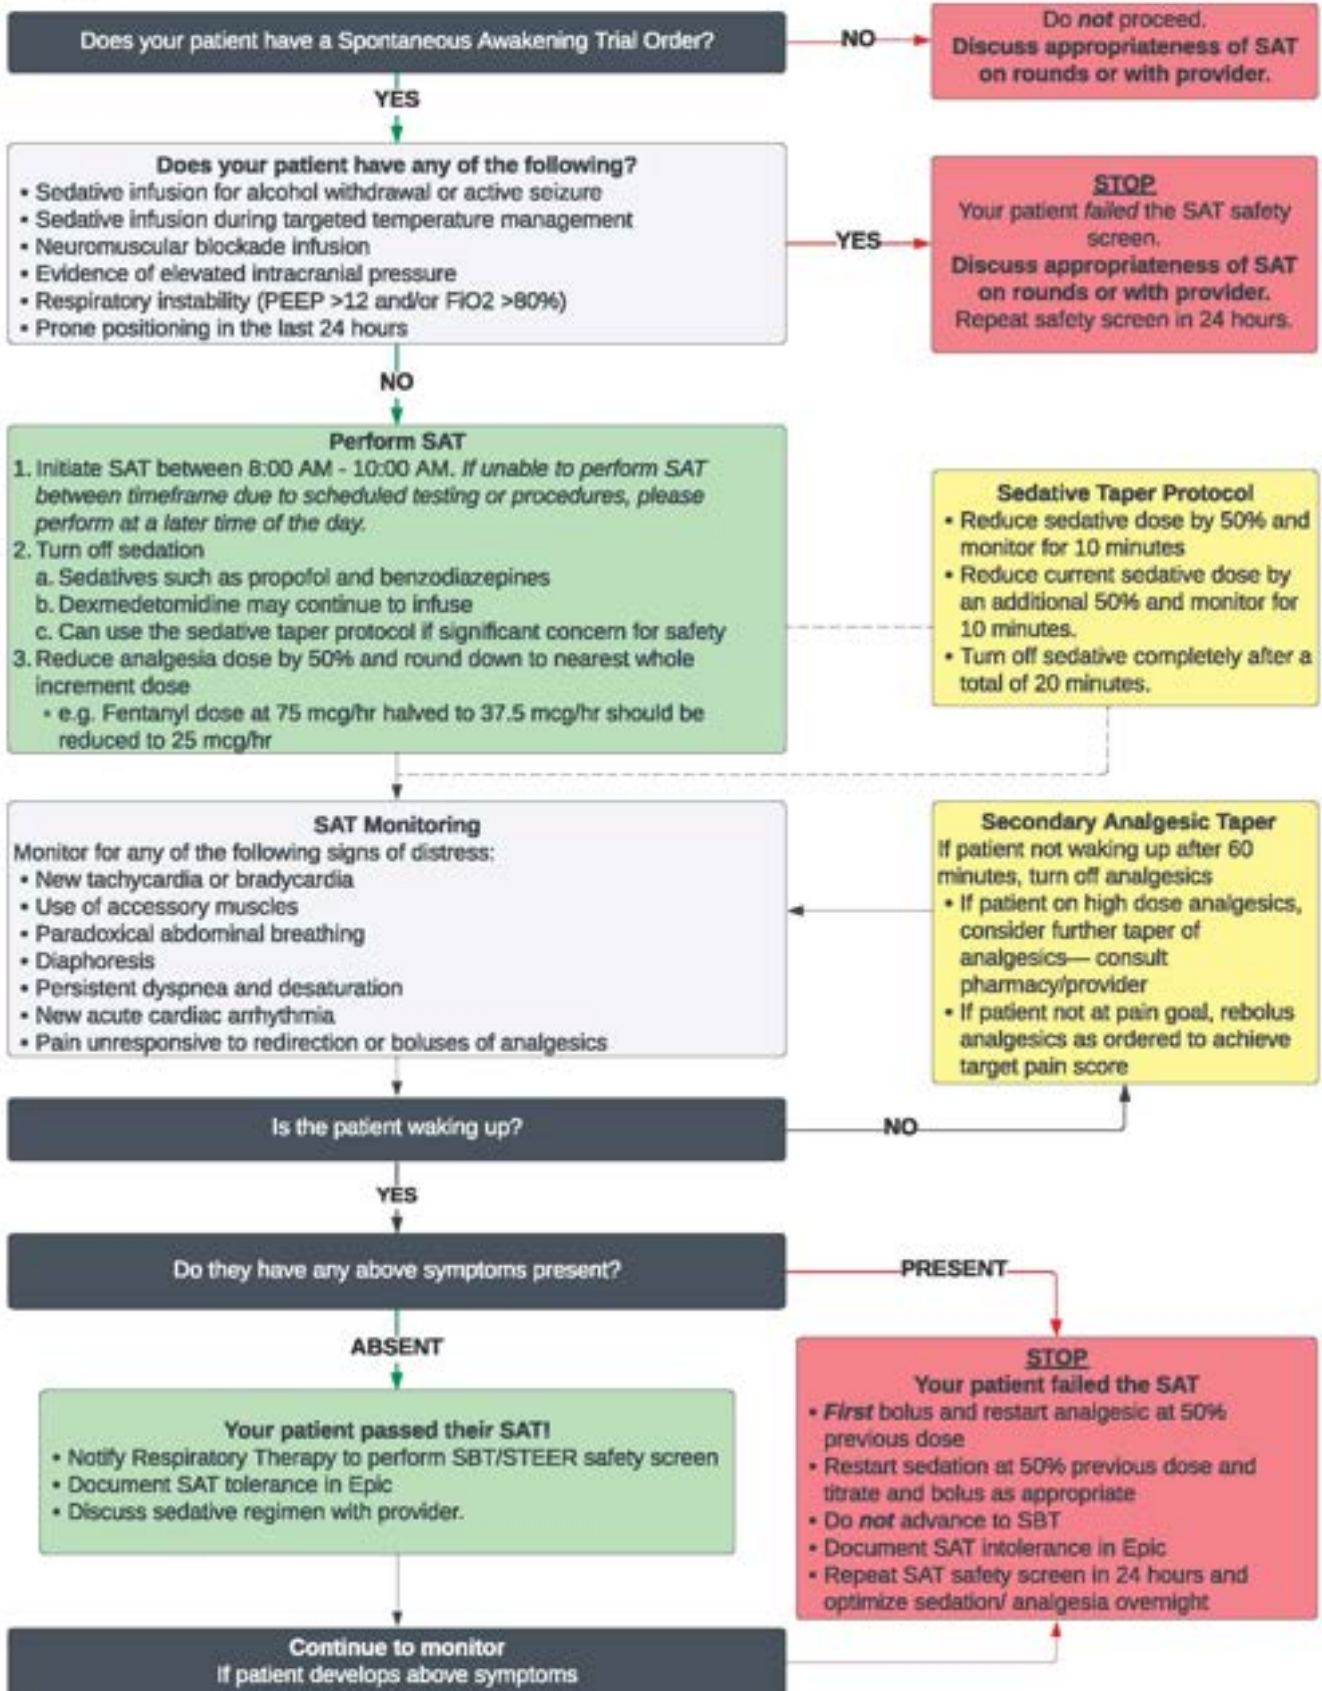 Does your patient have a Spontaneous Awakening Trial Order?
NO
Do not proceed.
Discuss appropriateness of SAT
on rounds or with provider.
YES
Does your patient have any of the following?
• Sedative infusion for alcohol withdrawal or active seizure
• Sedative infusion during targeted temperature management
• Neuromuscular blockade infusion
• Evidence of elevated intracranial pressure
• Respiratory instability (PEEP >12 and/or FiO2 >80%)
• Prone positioning in the last 24 hours
YES
STOP
Your patient failed the SAT safety
screen.
Discuss appropriateness of SAT
on rounds or with provider.
Repeat safety screen in 24 hours.
NO
Perform SAT
1. Initiate SAT between 8:00 AM - 10:00 AM. If unable to perform SAT
between timeframe due to scheduled testing or procedures, please
perform at a later time of the day.
2. Turn off sedation
a. Sedatives such as propofol and benzodiazepines
b. Dexmedetomidine may continue to infuse
c. Can use the sedative taper protocol if significant concern for safety
3. Reduce analgesia dose by 50% and round down to nearest whole
increment dose
• e.g. Fentanyl dose at 75 mcg/hr halved to 37.5 mcg/hr should be
reduced to 25 mcg/hr
Sedative Taper Protocol
• Reduce sedative dose by 50% and
monitor for 10 minutes
• Reduce current sedative dose by
an additional 50% and monitor for
10 minutes.
• Turn off sedative completely after a
total of 20 minutes.
SAT Monitoring
Monitor for any of the following signs of distress:
• New tachycardia or bradycardia
• Use of accessory muscles
• Paradoxical abdominal breathing
• Diaphoresis
• Persistent dyspnea and desaturation
• New acute cardiac arrhythmia
• Pain unresponsive to redirection or boluses of analgesics
Secondary Analgesic Taper
If patient not waking up after 60
minutes, turn off analgesics
• If patient on high dose analgesics,
consider further taper of
analgesics— consult
pharmacy/provider
• If patient not at pain goal, rebolus
analgesics as ordered to achieve
target pain score
Is the patient waking up?
NO
YES
Do they have any above symptoms present?
PRESENT
ABSENT
Your patient passed their SAT!
• Notify Respiratory Therapy to perform SBT/STEER safety screen
• Document SAT tolerance in Epic
• Discuss sedative regimen with provider.
STOP
Your patient failed the SAT
• First bolus and restart analgesic at 50%
previous dose
• Restart sedation at 50% previous dose and
titrate and bolus as appropriate
• Do not advance to SBT
• Document SAT intolerance in Epic
• Repeat SAT safety screen in 24 hours and
optimize sedation/ analgesia overnight
Continue to monitor
If patient develops above symptoms